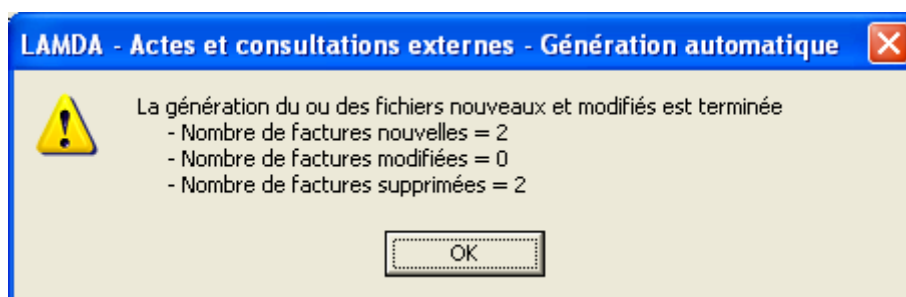 LAMDA - Actes et consultations externes - Génération automatique
La génération du ou des fichiers nouveaux et modifiés est terminée
- Nombre de factures nouvelles = 2
- Nombre de factures modifiées = 0
- Nombre de factures supprimées = 2
OK